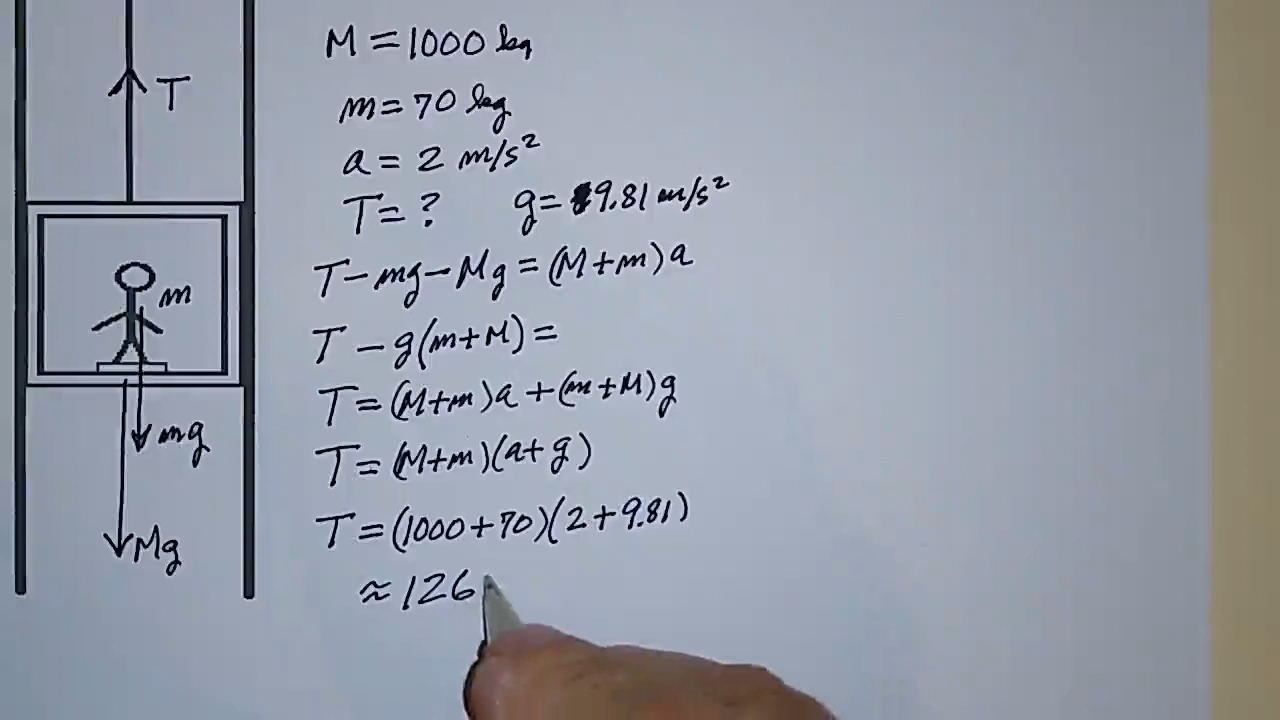 T
m
mg
Mg
M = 1000 kg
m = 70 kg
a = 2 m/s²
T = ? g = 9.81 m/s²
T - mg - Mg = (M+m)a
T - g(m+M) =
T = (M+m)a + (m+M)g
T = (M+m)(a+g)
T = (1000+70)(2+9.81)
≈ 126